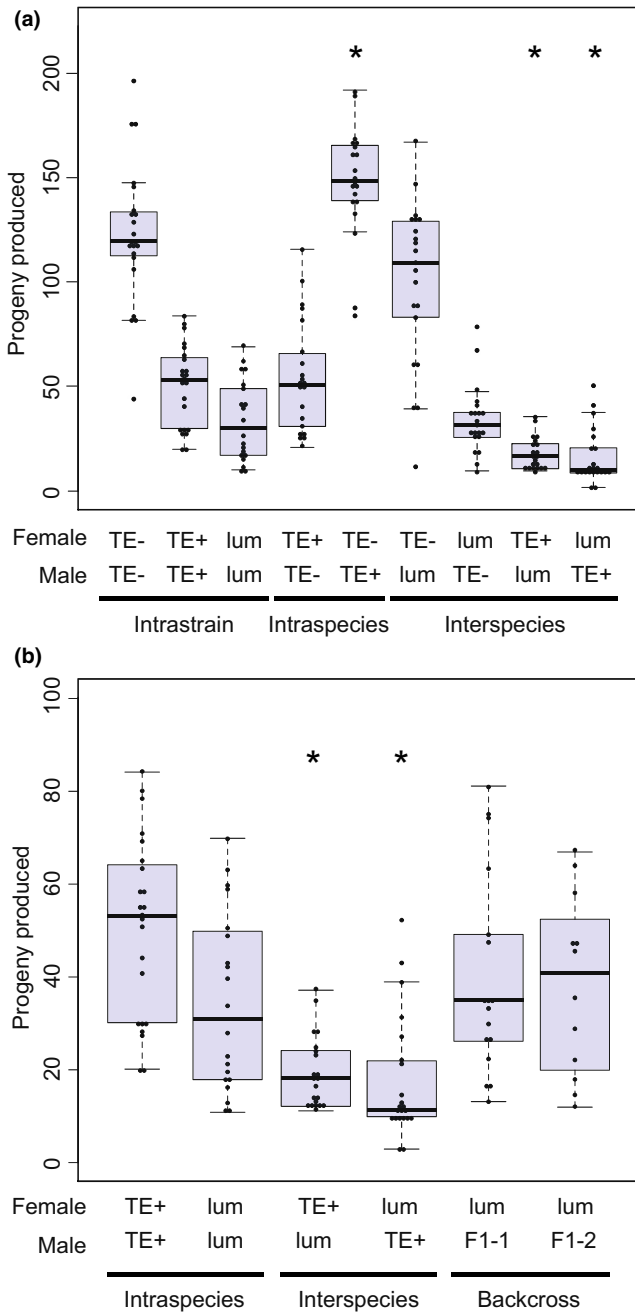 (a)
Progeny produced
200
150
100
50
0
* * *
Female TE- TE+ lum TE+ TE- TE- lum TE+ lum
Male TE- TE+ lum TE- TE+ lum TE- lum TE+
Intrastrain Intraspecies Interspecies
(b)
Progeny produced
100
80
60
40
20
0
* *
Female TE+ lum TE+ lum lum lum
Male TE+ lum lum TE+ F1-1 F1-2
Intraspecies Interspecies Backcross